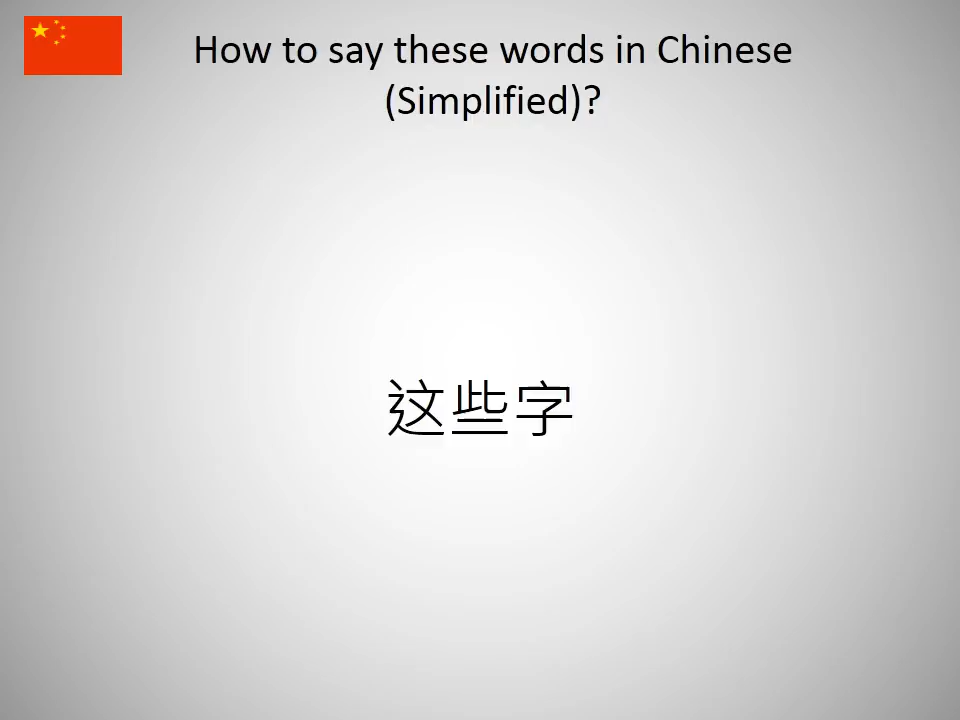 How to say these words in Chinese
(Simplified)?
这些字